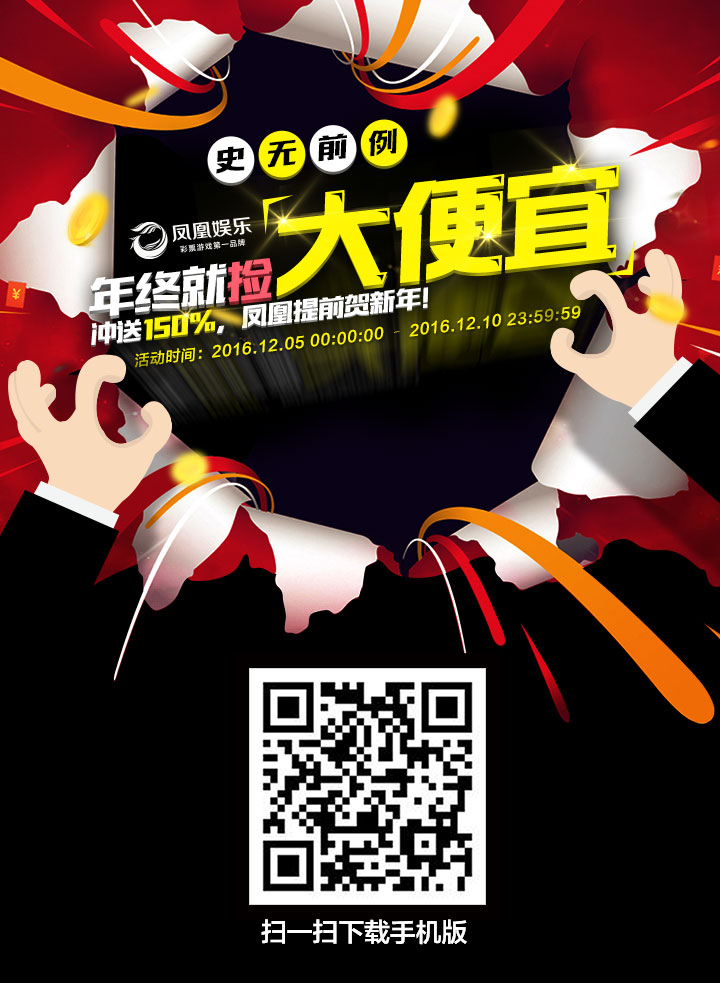 史无前例
凤凰娱乐
彩票游戏第一品牌
「大便宜」
年终就捡
冲送150%，凤凰提前贺新年！
活动时间：2016.12.05 00:00:00 - 2016.12.10 23:59:59
扫一扫下载手机版